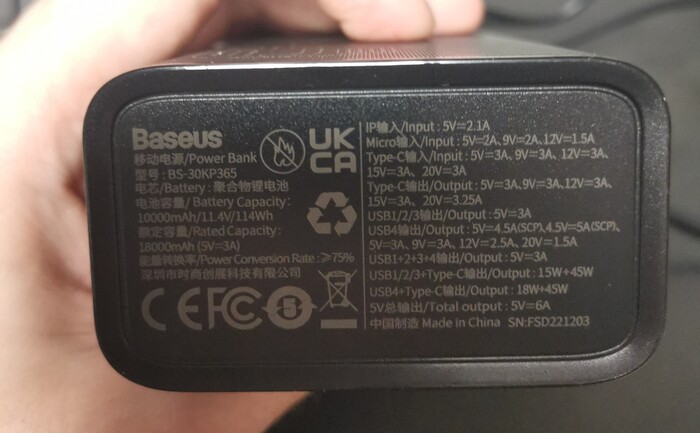 Baseus
UK
CA
移动电源/Power Bank
型号: BS-30KP365
电芯/Battery: 聚合物锂电池
电池容量/ Battery Capacity:
10000mAh/11.4V/114Wh
额定容量/Rated Capacity:
18000mAh (5V⎓3A)
能量转换率/Power Conversion Rate: ≥75%
深圳市时商创展科技有限公司
CE FC
IP输入/Input: 5V⎓2.1A
Micro输入/Input: 5V⎓2A、9V⎓2A、12V⎓1.5A
Type-C输入/Input: 5V⎓3A、9V⎓3A、12V⎓3A、
15V⎓3A、20V⎓3A
Type-C输出/Output: 5V⎓3A、9V⎓3A、12V⎓3A、
15V⎓3A、20V⎓3.25A
USB1/2/3输出/Output: 5V⎓3A
USB4输出/Output: 5V⎓4.5A(SCP)、4.5V⎓5A(SCP)、
5V⎓3A、9V⎓3A、12V⎓2.5A、20V⎓1.5A
USB1+2+3+4输出/Output: 5V⎓3A
USB1/2/3+Type-C输出/Output: 15W+45W
USB4+Type-C输出/Output: 18W+45W
5V总输出/Total output: 5V⎓6A
中国制造 Made in China SN:FSD221203